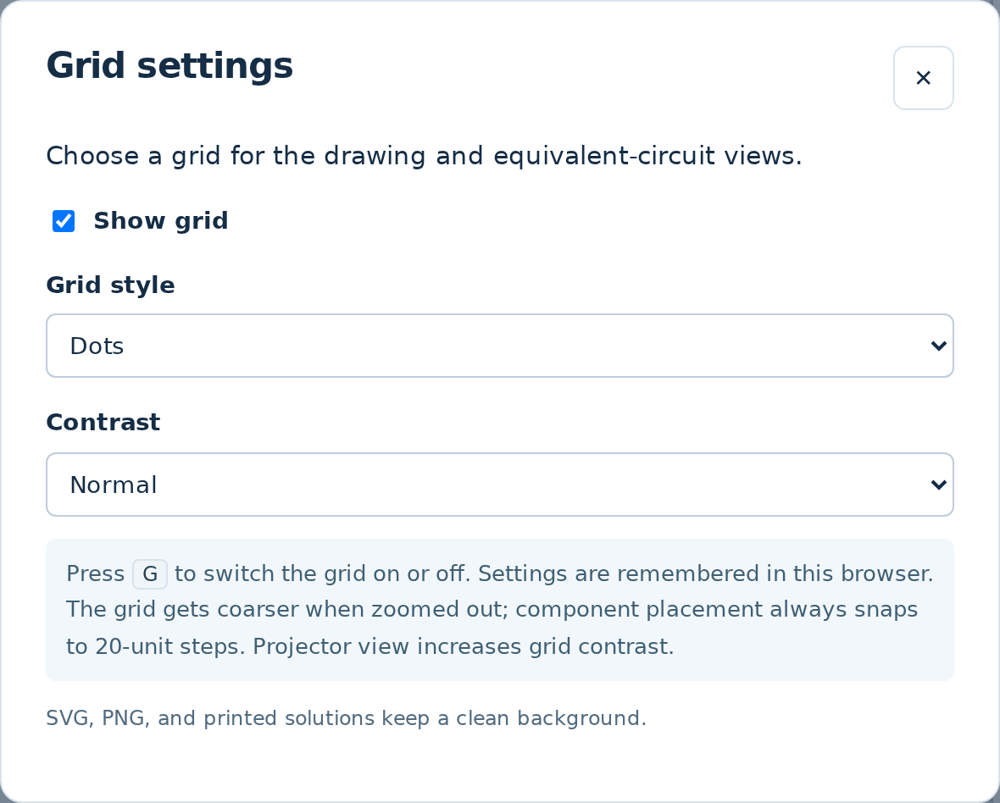 Grid settings
✕
Choose a grid for the drawing and equivalent-circuit views.
Show grid
Grid style
Dots
Contrast
Normal
Press G to switch the grid on or off. Settings are remembered in this browser.
The grid gets coarser when zoomed out; component placement always snaps
to 20-unit steps. Projector view increases grid contrast.
SVG, PNG, and printed solutions keep a clean background.